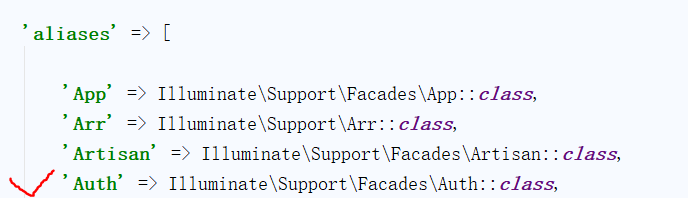 'aliases' => [
'App' => Illuminate\Support\Facades\App::class,
'Arr' => Illuminate\Support\Arr::class,
'Artisan' => Illuminate\Support\Facades\Artisan::class,
'Auth' => Illuminate\Support\Facades\Auth::class,